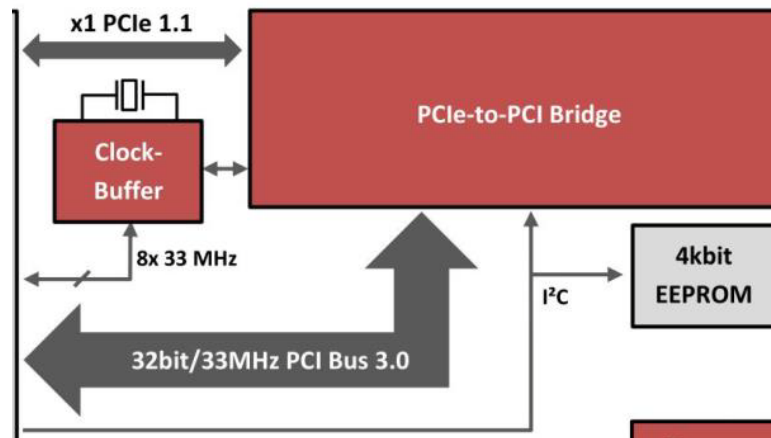 x1 PCIe 1.1
PCIe-to-PCI Bridge
Clock-
Buffer
8x 33 MHz
4kbit
EEPROM
I²C
32bit/33MHz PCI Bus 3.0